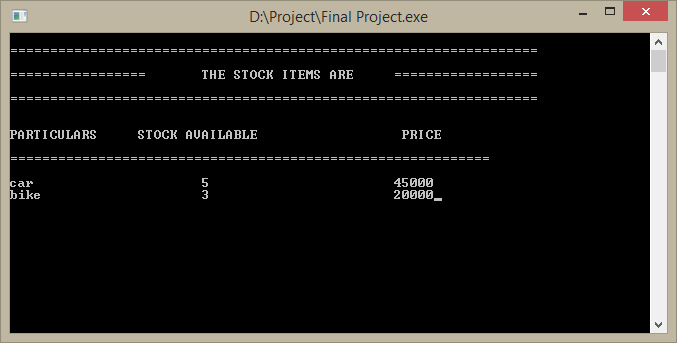 D:\Project\Final Project.exe
==================================================================
================= THE STOCK ITEMS ARE ==================
==================================================================
PARTICULARS STOCK AVAILABLE PRICE
============================================================
car 5 45000
bike 3 20000_